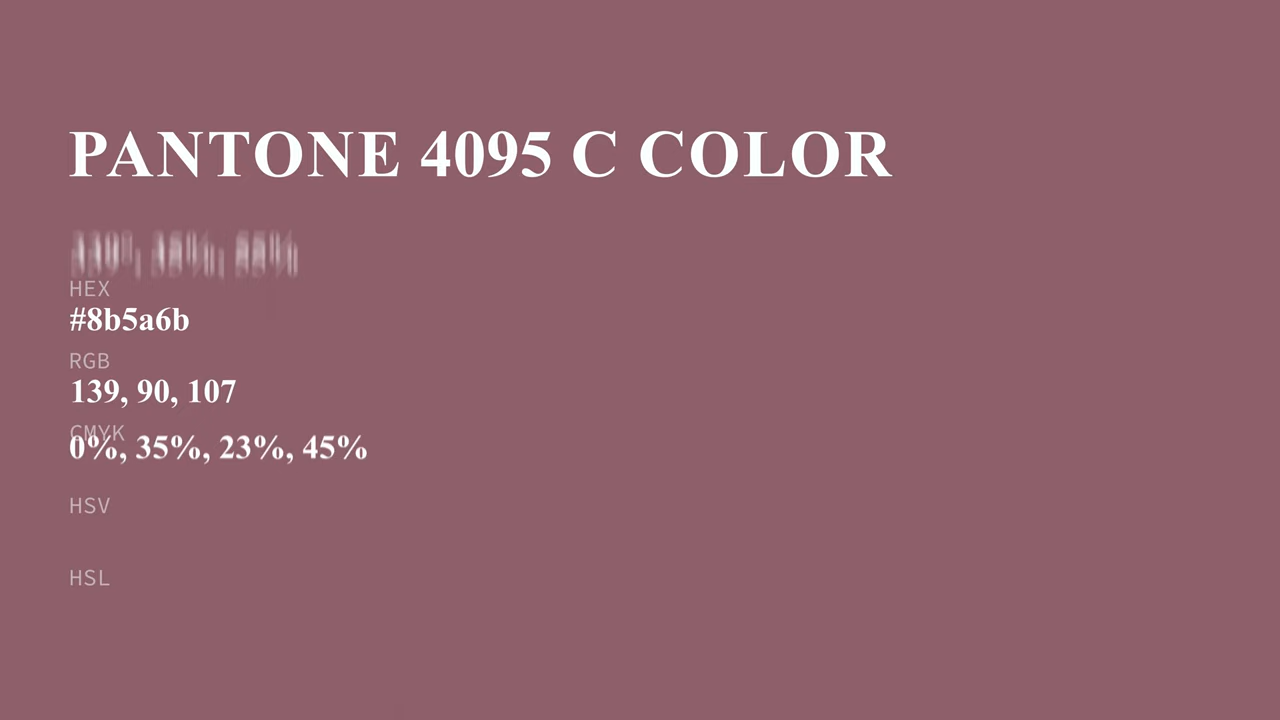 PANTONE 4095 C COLOR
HEX
#8b5a6b
RGB
139, 90, 107
CMYK
0%, 35%, 23%, 45%
HSV
HSL